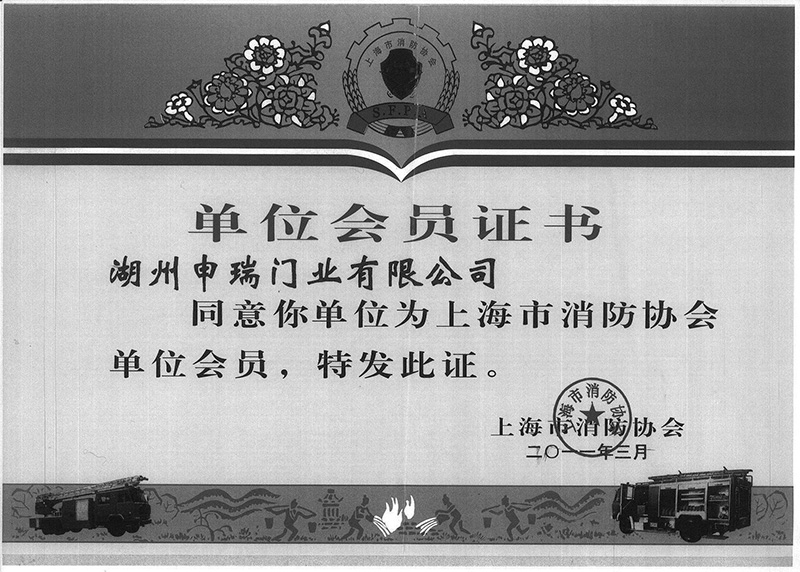 上海市消防协会
S.F.P.A
单位会员证书
湖州申瑞门业有限公司
同意你单位为上海市消防协会
单位会员，特发此证。
上海市消防协会
上海市消防协会
二〇一一年三月